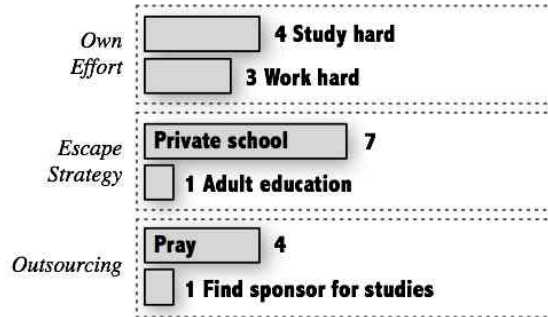 Own
Effort
4 Study hard
3 Work hard
Escape
Strategy
Private school 7
1 Adult education
Outsourcing
Pray 4
1 Find sponsor for studies